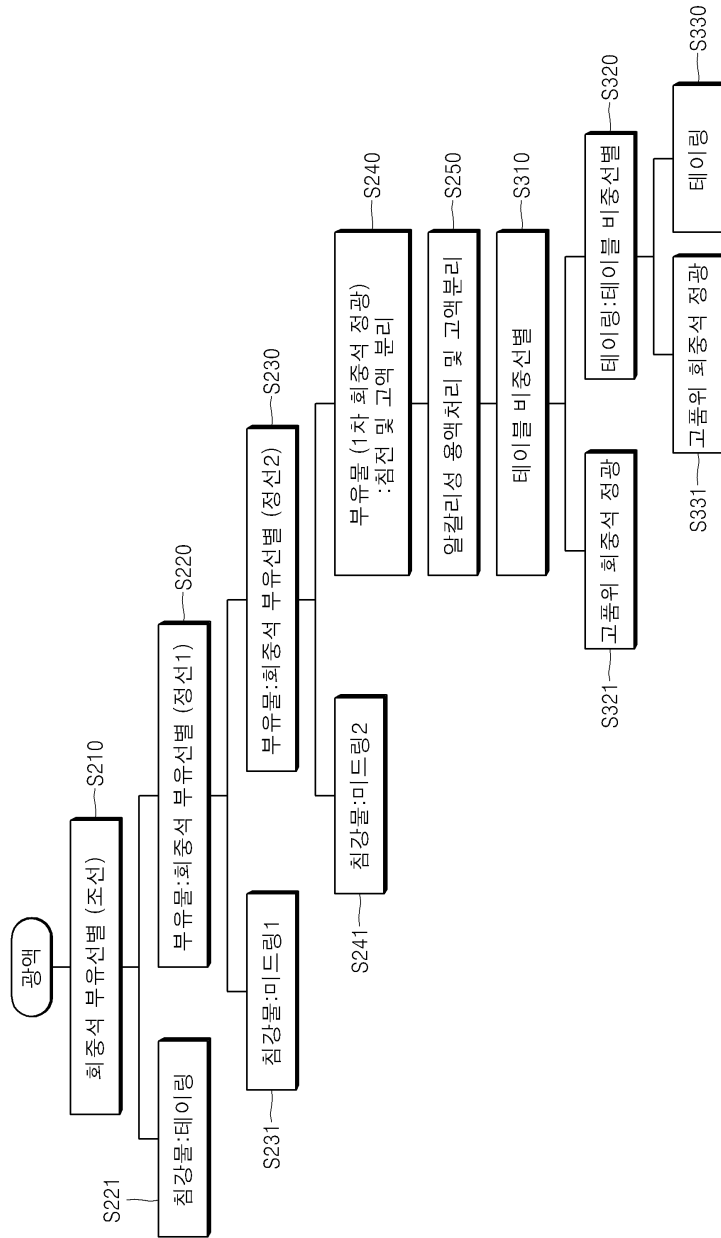 광액
회중석 부유선별 (조선)
S210
침강물:테이링
S221
부유물:회중석 부유선별 (정선1)
S220
침강물:미드링1
S231
부유물:회중석 부유선별 (정선2)
S230
침강물:미드링2
S241
부유물 (1차 회중석 정광)
:침전 및 고액 분리
S240
알칼리성 용액처리 및 고액분리
S250
테이블 비중선별
S310
고품위 회중석 정광
S321
테이링:테이블 비중선별
S320
고품위 회중석 정광
S331
테이링
S330